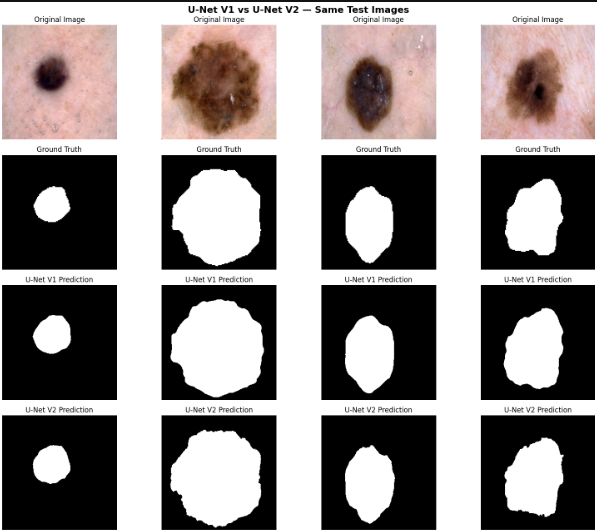 U-Net V1 vs U-Net V2 — Same Test Images
Original Image Original Image Original Image Original Image
Ground Truth Ground Truth Ground Truth Ground Truth
U-Net V1 Prediction U-Net V1 Prediction U-Net V1 Prediction U-Net V1 Prediction
U-Net V2 Prediction U-Net V2 Prediction U-Net V2 Prediction U-Net V2 Prediction